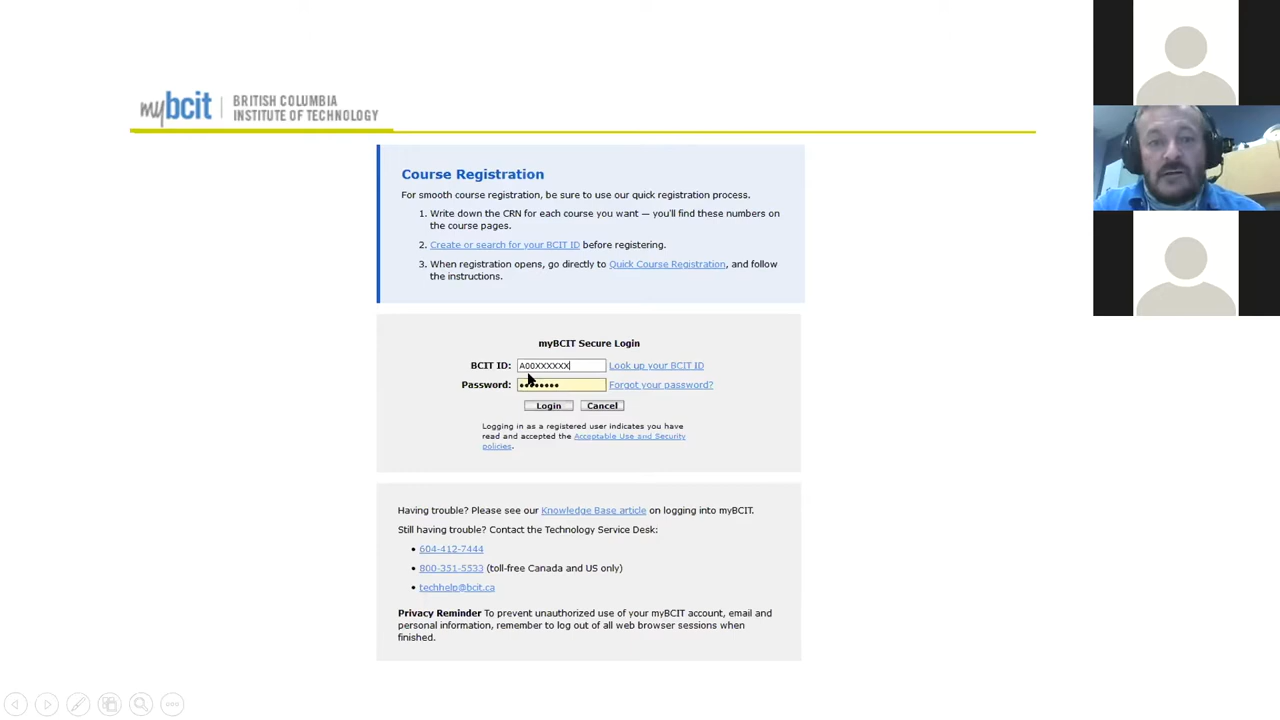 mybcit
BRITISH COLUMBIA
INSTITUTE OF TECHNOLOGY
Course Registration
For smooth course registration, be sure to use our quick registration process.
1. Write down the CRN for each course you want — you'll find these numbers on
the course pages.
2. Create or search for your BCIT ID before registering.
3. When registration opens, go directly to Quick Course Registration, and follow
the instructions.
myBCIT Secure Login
BCIT ID: A00XXXXXX Look up your BCIT ID
Password: •••••••• Forgot your password?
Login Cancel
Logging in as a registered user indicates you have
read and accepted the Acceptable Use and Security
policies.
Having trouble? Please see our Knowledge Base article on logging into myBCIT.
Still having trouble? Contact the Technology Service Desk:
• 604-412-7444
• 800-351-5533 (toll-free Canada and US only)
• techhelp@bcit.ca
Privacy Reminder To prevent unauthorized use of your myBCIT account, email and
personal information, remember to log out of all web browser sessions when
finished.